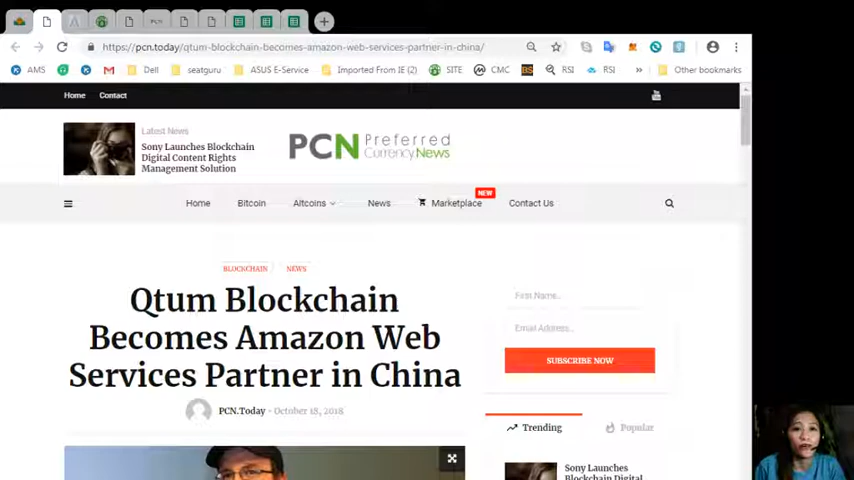 https://pcn.today/qtum-blockchain-becomes-amazon-web-services-partner-in-china/
AMS
Dell
seatguru
ASUS E-Service
Imported From IE (2)
SITE
CMC
RSI
RSI
»
Other bookmarks
Home
Contact
Latest News
Sony Launches Blockchain
Digital Content Rights
Management Solution
PCN Preferred
CurrencyNews
Home
Bitcoin
Altcoins
News
Marketplace
NEW
Contact Us
BLOCKCHAIN
NEWS
Qtum Blockchain
Becomes Amazon Web
Services Partner in China
PCN.Today - October 18, 2018
First Name..
Email Address..
SUBSCRIBE NOW
Trending
Popular
Sony Launches
Blockchain Digital